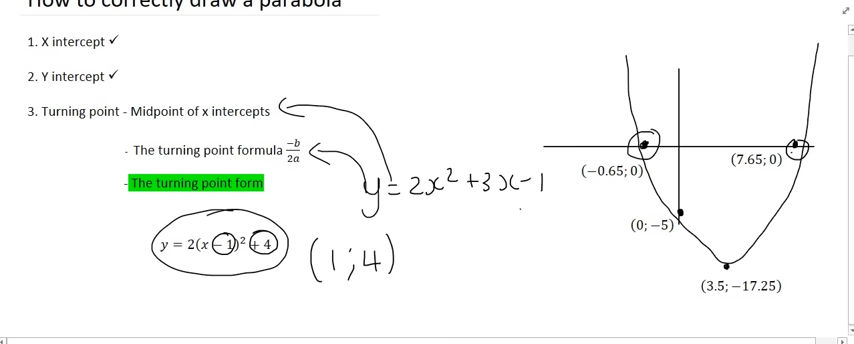 How to correctly draw a parabola
1. X intercept ✓
2. Y intercept ✓
3. Turning point - Midpoint of x intercepts
- The turning point formula −b/2a
- The turning point form
y = 2x² + 3x − 1
y = 2(x − 1)² + 4
(1; 4)
(−0.65; 0)
(7.65; 0)
(0; −5)
(3.5; −17.25)